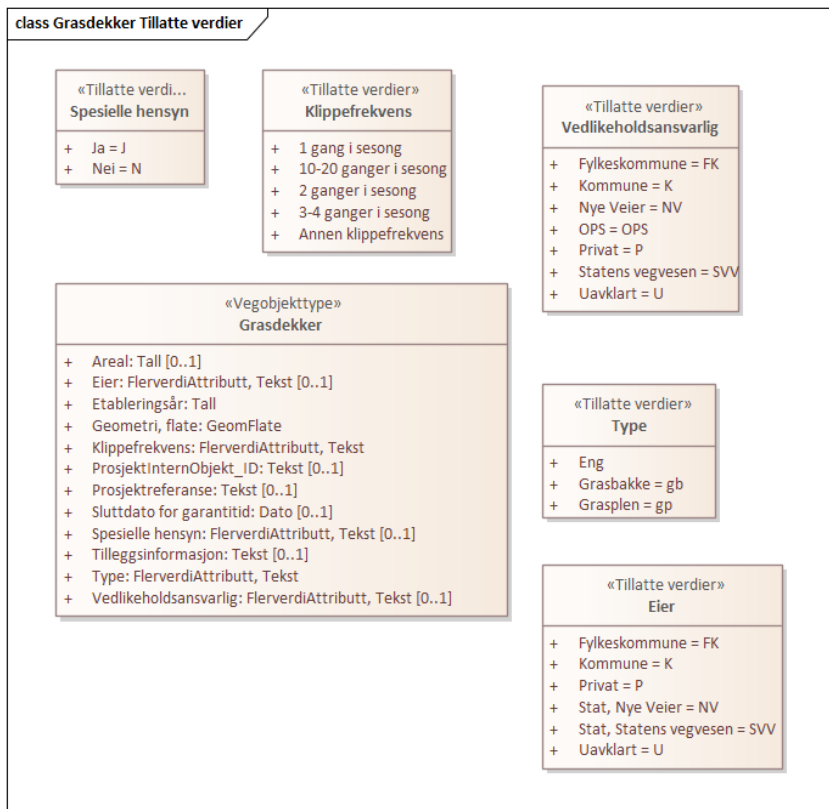 class Grasdekker Tillatte verdier
«Tillatte verdi...
Spesielle hensyn
+ Ja = J
+ Nei = N
«Tillatte verdier»
Klippefrekvens
+ 1 gang i sesong
+ 10-20 ganger i sesong
+ 2 ganger i sesong
+ 3-4 ganger i sesong
+ Annen klippefrekvens
«Tillatte verdier»
Vedlikeholdsansvarlig
+ Fylkeskommune = FK
+ Kommune = K
+ Nye Veier = NV
+ OPS = OPS
+ Privat = P
+ Statens vegvesen = SVV
+ Uavklart = U
«Vegobjekttype»
Grasdekker
+ Areal: Tall [0..1]
+ Eier: FlerverdiAttributt, Tekst [0..1]
+ Etableringsår: Tall
+ Geometri, flate: GeomFlate
+ Klippefrekvens: FlerverdiAttributt, Tekst
+ ProsjektInternObjekt_ID: Tekst [0..1]
+ Prosjektreferanse: Tekst [0..1]
+ Sluttdato for garantitid: Dato [0..1]
+ Spesielle hensyn: FlerverdiAttributt, Tekst [0..1]
+ Tilleggsinformasjon: Tekst [0..1]
+ Type: FlerverdiAttributt, Tekst
+ Vedlikeholdsansvarlig: FlerverdiAttributt, Tekst [0..1]
«Tillatte verdier»
Type
+ Eng
+ Grasbakke = gb
+ Grasplen = gp
«Tillatte verdier»
Eier
+ Fylkeskommune = FK
+ Kommune = K
+ Privat = P
+ Stat, Nye Veier = NV
+ Stat, Statens vegvesen = SVV
+ Uavklart = U